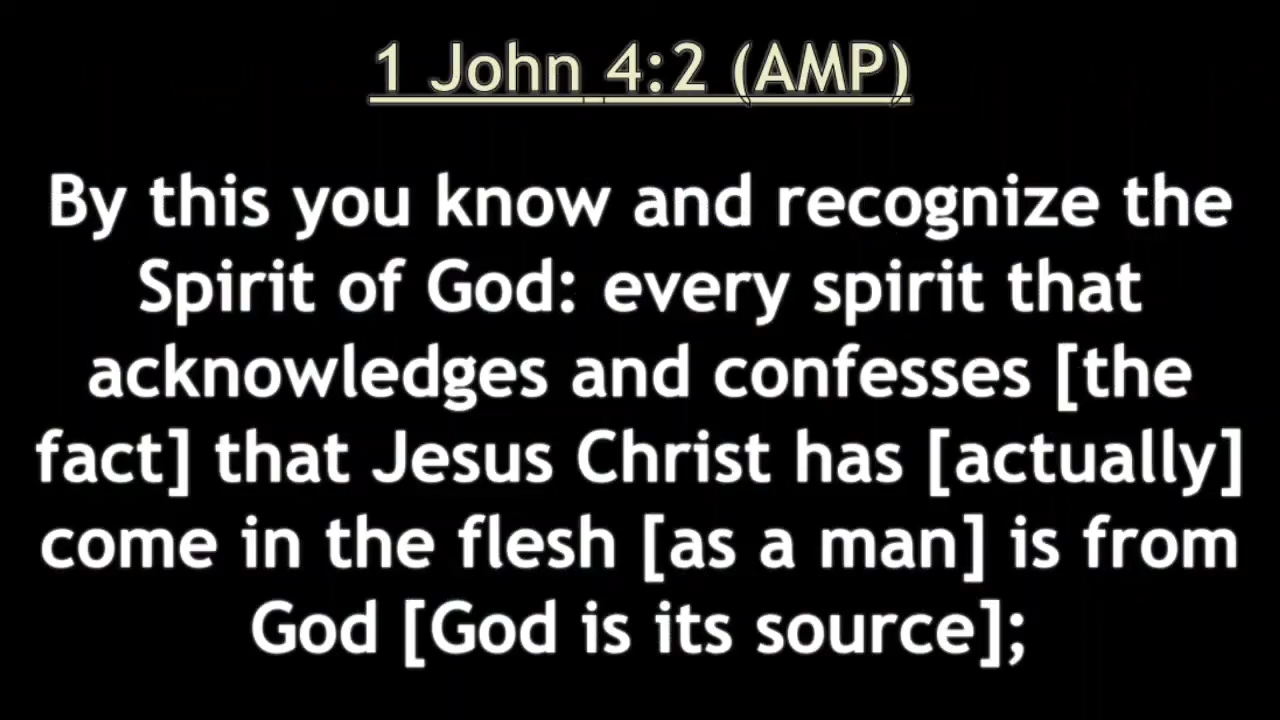 1 John 4:2 (AMP)
By this you know and recognize the
Spirit of God: every spirit that
acknowledges and confesses [the
fact] that Jesus Christ has [actually]
come in the flesh [as a man] is from
God [God is its source];